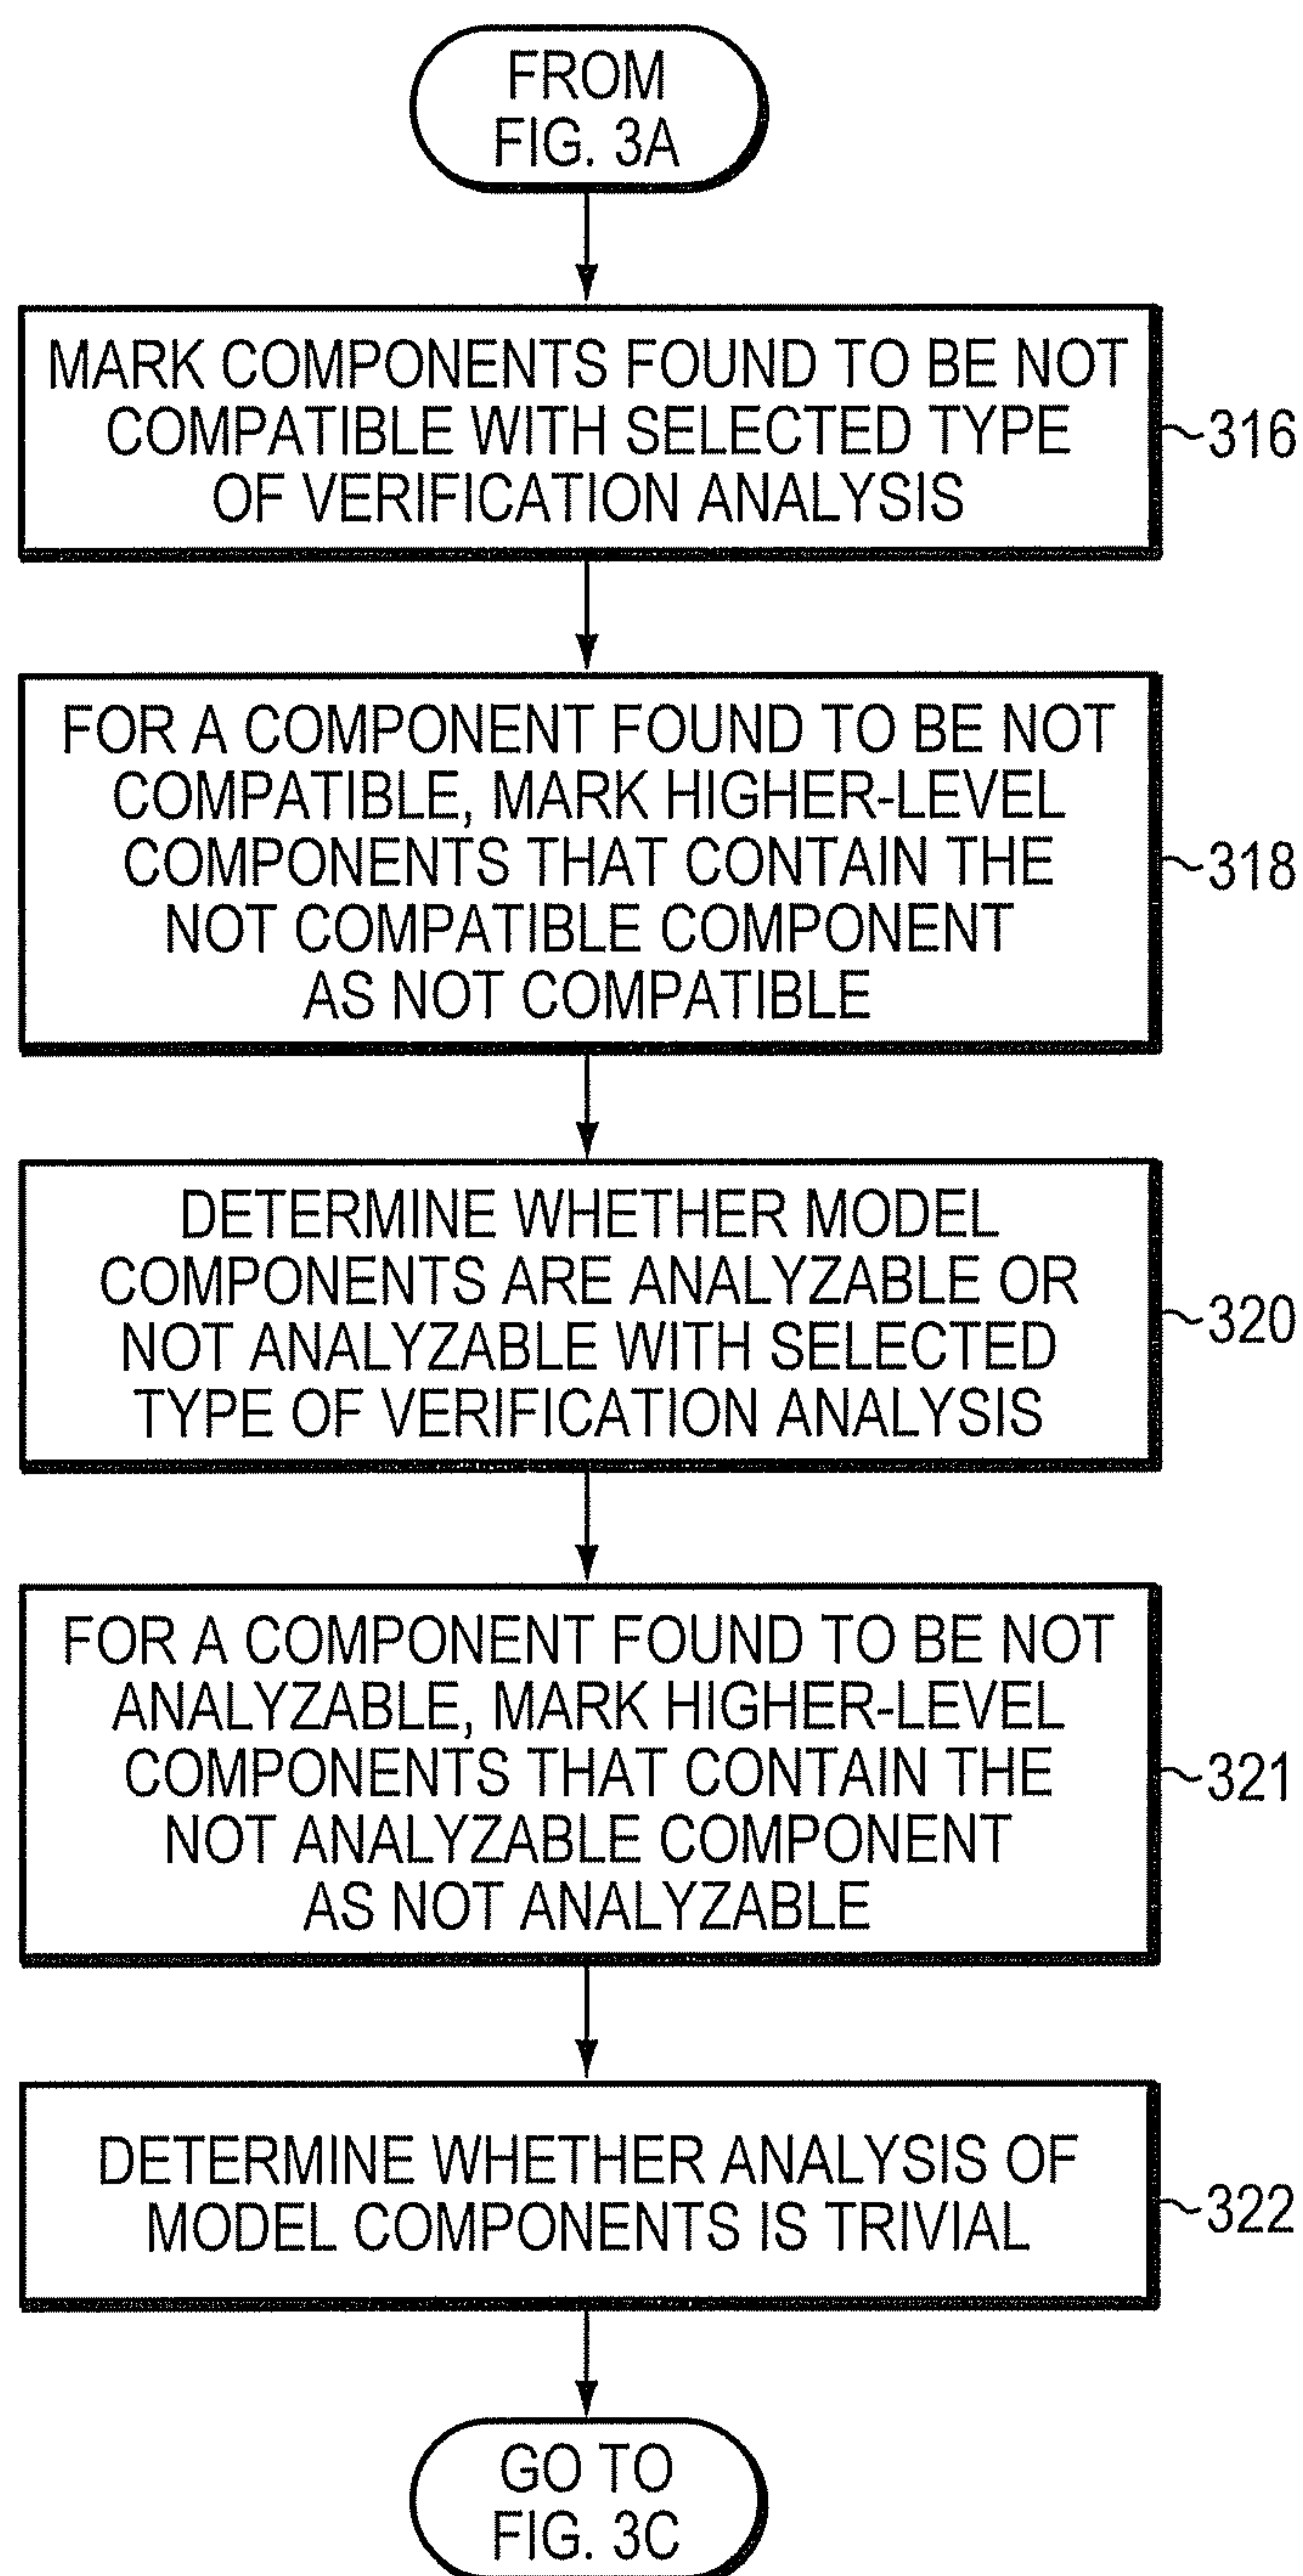 FROM
FIG. 3A
MARK COMPONENTS FOUND TO BE NOT
COMPATIBLE WITH SELECTED TYPE
OF VERIFICATION ANALYSIS
316
FOR A COMPONENT FOUND TO BE NOT
COMPATIBLE, MARK HIGHER-LEVEL
COMPONENTS THAT CONTAIN THE
NOT COMPATIBLE COMPONENT
AS NOT COMPATIBLE
318
DETERMINE WHETHER MODEL
COMPONENTS ARE ANALYZABLE OR
NOT ANALYZABLE WITH SELECTED
TYPE OF VERIFICATION ANALYSIS
320
FOR A COMPONENT FOUND TO BE NOT
ANALYZABLE, MARK HIGHER-LEVEL
COMPONENTS THAT CONTAIN THE
NOT ANALYZABLE COMPONENT
AS NOT ANALYZABLE
321
DETERMINE WHETHER ANALYSIS OF
MODEL COMPONENTS IS TRIVIAL
322
GO TO
FIG. 3C